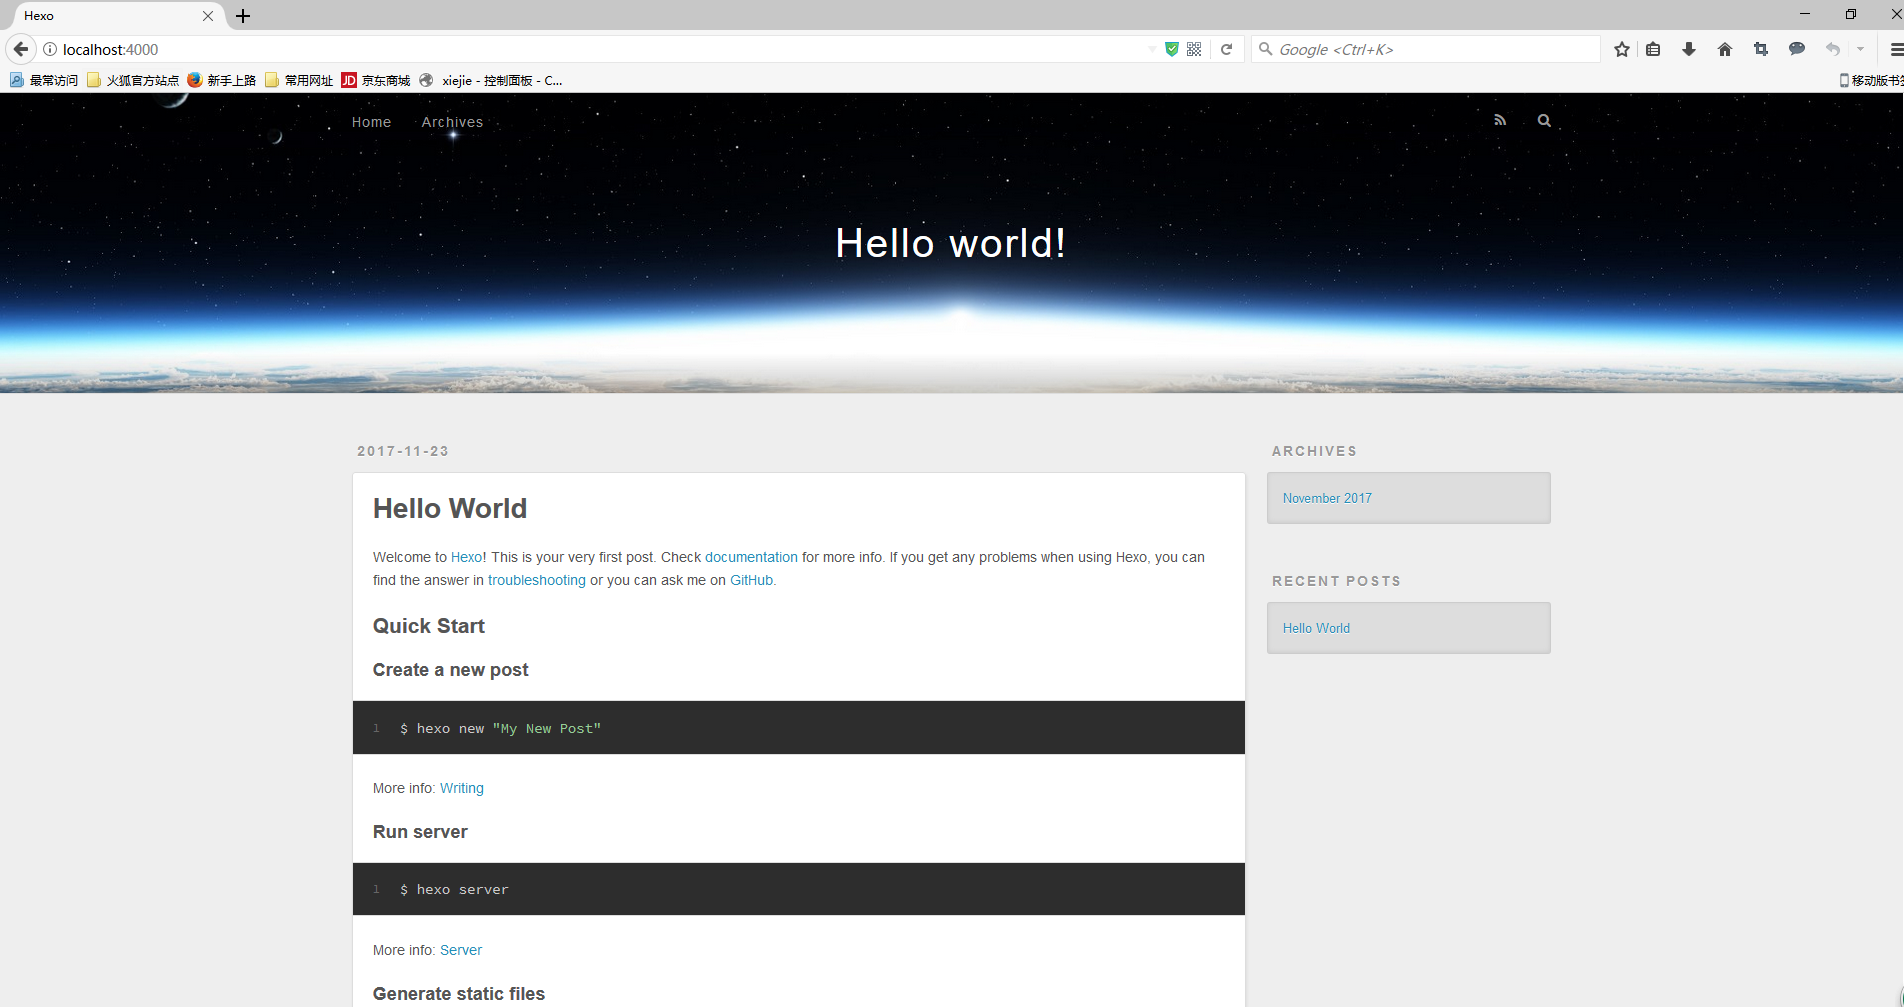 Hexo
localhost:4000
Google <Ctrl+K>
最常访问 火狐官方站点 新手上路 常用网址 JD 京东商城 xiejie - 控制面板 - C...
移动版书签
Home Archives
Hello world!
2017-11-23
Hello World
Welcome to Hexo! This is your very first post. Check documentation for more info. If you get any problems when using Hexo, you can
find the answer in troubleshooting or you can ask me on GitHub.
Quick Start
Create a new post
1 $ hexo new "My New Post"
More info: Writing
Run server
1 $ hexo server
More info: Server
Generate static files
ARCHIVES
November 2017
RECENT POSTS
Hello World